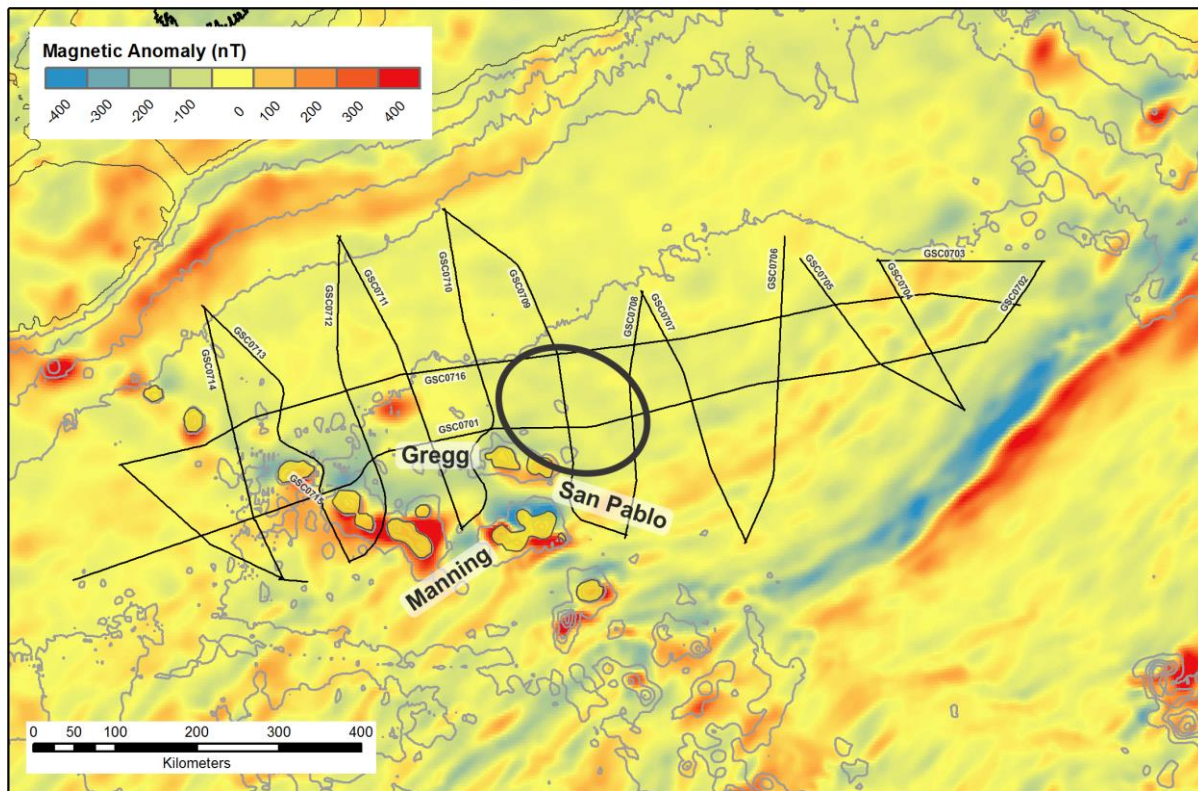 Magnetic Anomaly (nT)
-400
-300
-200
-100
0
100
200
300
400
GSC0703
GSC0706
GSC0705
GSC0704
GSC0702
GSC0710
GSC0709
GSC0712
GSC0711
GSC0708
GSC0707
GSC0714
GSC0713
GSC0716
GSC0701
Gregg
GSC0715
San Pablo
Manning
0 50 100 200 300 400
Kilometers